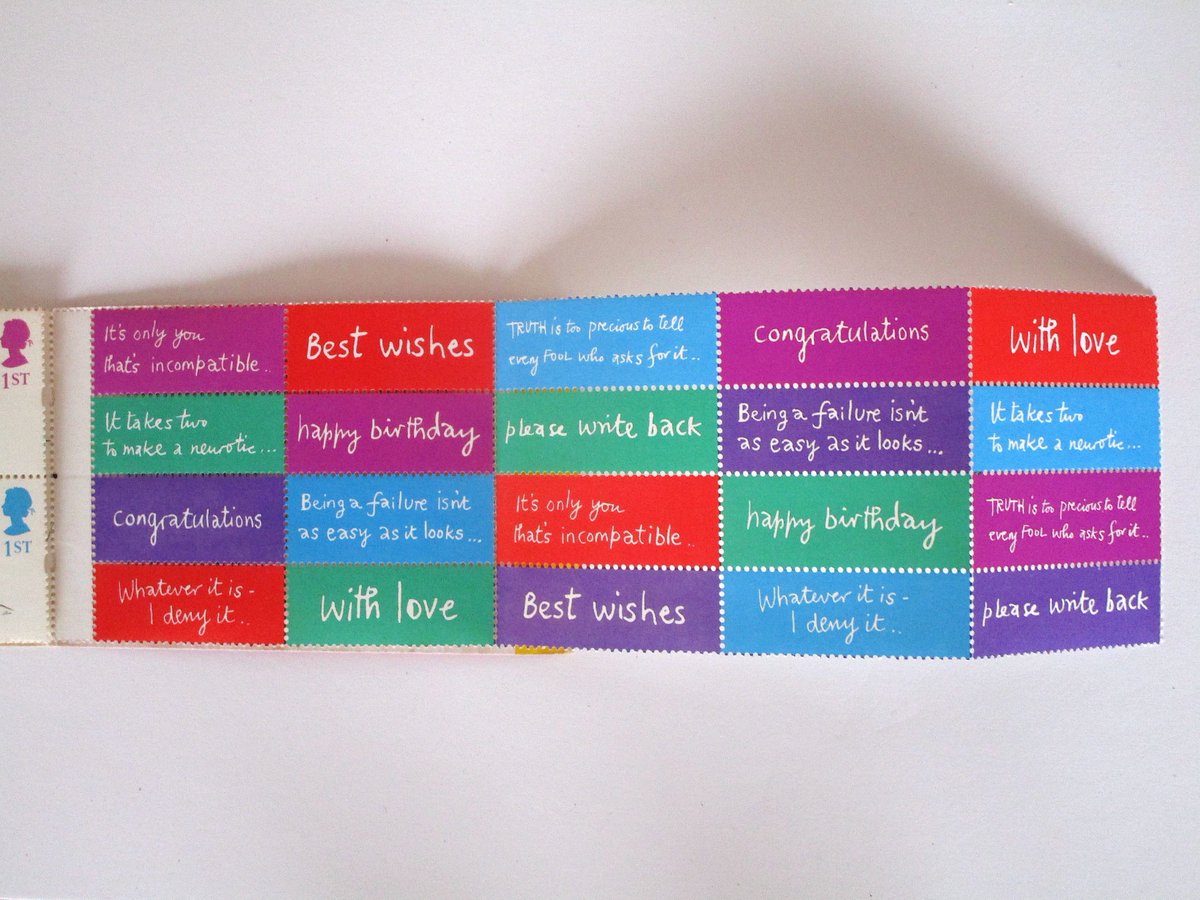 1ST
1ST
It's only you
that's incompatible..
Best wishes
TRUTH is too precious to tell
every FOOL who asks for it..
Congratulations
With love
It takes two
to make a neurotic...
happy birthday
please write back
Being a failure isn't
as easy as it looks...
It takes two
to make a neurotic...
Congratulations
Being a failure isn't
as easy as it looks...
It's only you
that's incompatible..
happy birthday
TRUTH is too precious to tell
every FOOL who asks for it..
Whatever it is-
I deny it..
With love
Best wishes
Whatever it is-
I deny it..
please write back